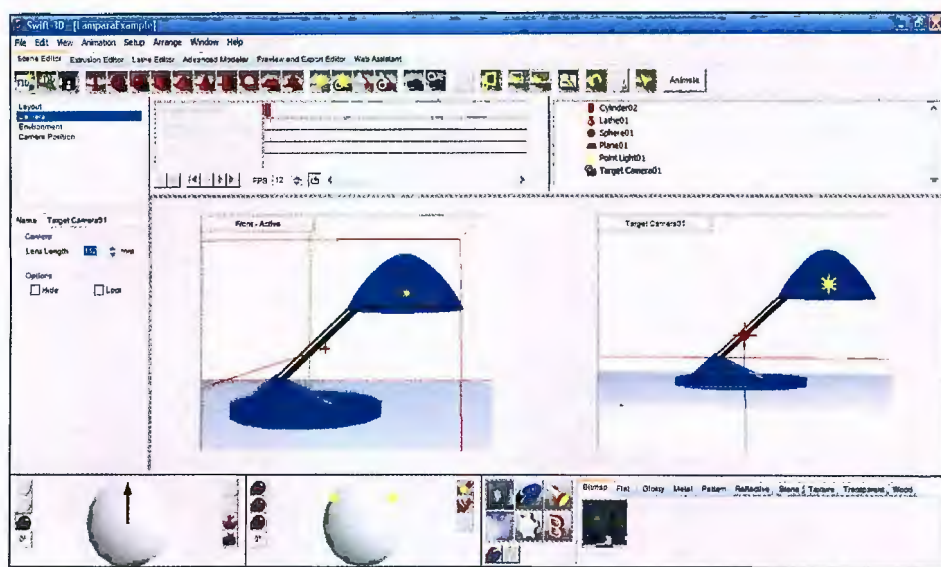 Swift 3D - [LamparaExample]
File Edit View Animation Setup Arrange Window Help
Scene Editor Extrusion Editor Lathe Editor Advanced Modeler Preview and Export Editor Web Assistant
Animate
Layout
Camera
Environment
Camera Position
FPS 12
Cylinder02
Lathe01
Sphere01
Plane01
Point Light01
Target Camera01
Name Target Camera01
Camera
Lens Length mm
Options
Hide Lock
Front - Active
Target Camera01
0°
0°
Bitmap Flat Glossy Metal Pattern Reflective Stone Texture Transparent Wood